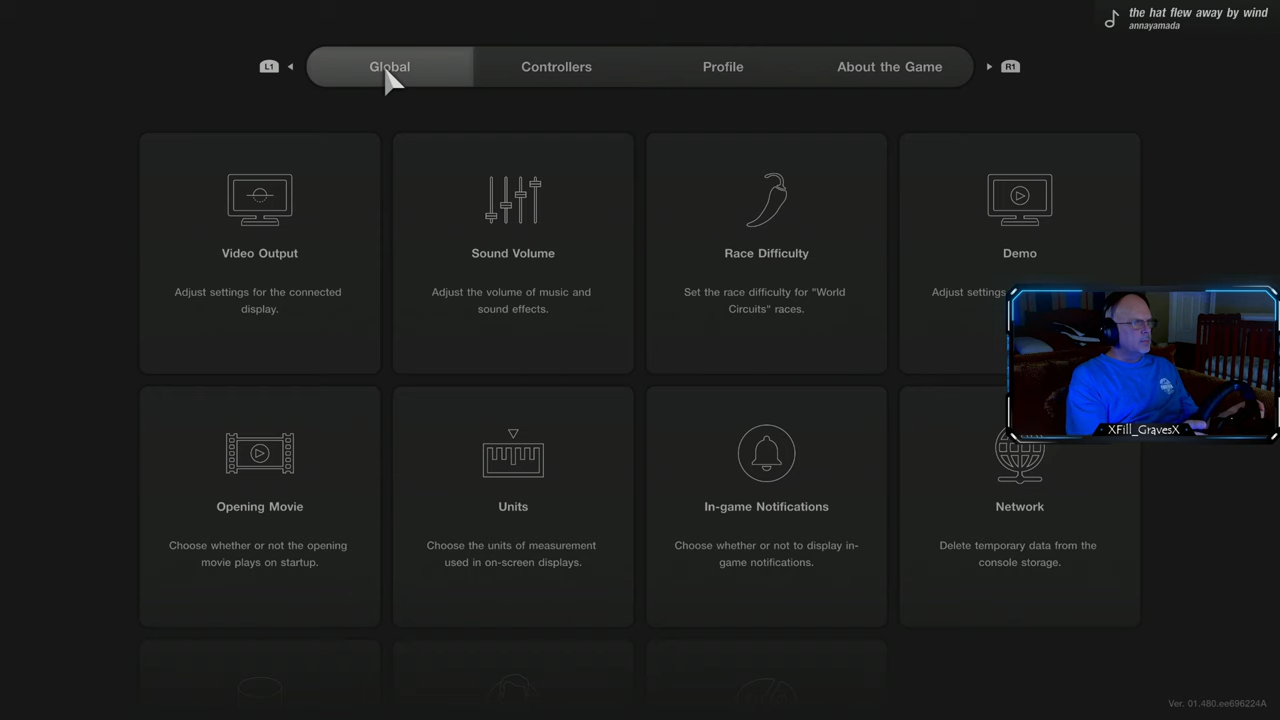 the hat flew away by wind
annayamada
L1
Global
Controllers
Profile
About the Game
R1
Video Output
Adjust settings for the connected
display.
Sound Volume
Adjust the volume of music and
sound effects.
Race Difficulty
Set the race difficulty for "World
Circuits" races.
Demo
Adjust settings
XFill_GravesX
Opening Movie
Choose whether or not the opening
movie plays on startup.
Units
Choose the units of measurement
used in on-screen displays.
In-game Notifications
Choose whether or not to display in-
game notifications.
Network
Delete temporary data from the
console storage.
Ver. 01.480.ee696224A